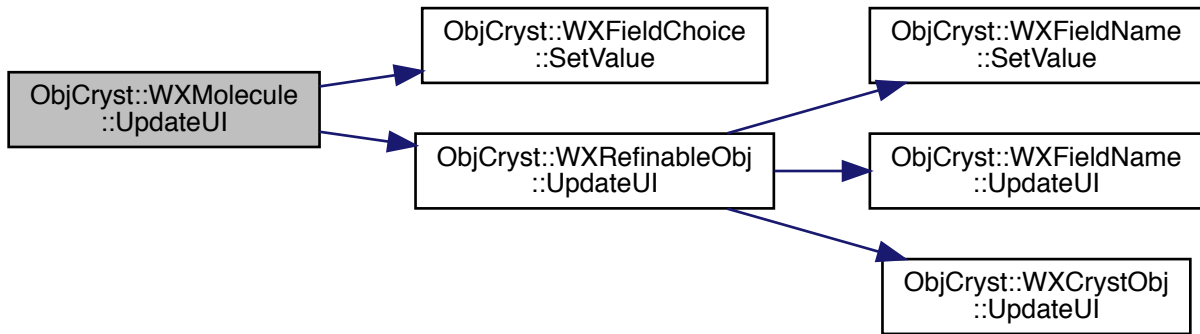 ObjCryst::WXMolecule
::UpdateUI
ObjCryst::WXFieldChoice
::SetValue
ObjCryst::WXRefinableObj
::UpdateUI
ObjCryst::WXFieldName
::SetValue
ObjCryst::WXFieldName
::UpdateUI
ObjCryst::WXCrystObj
::UpdateUI